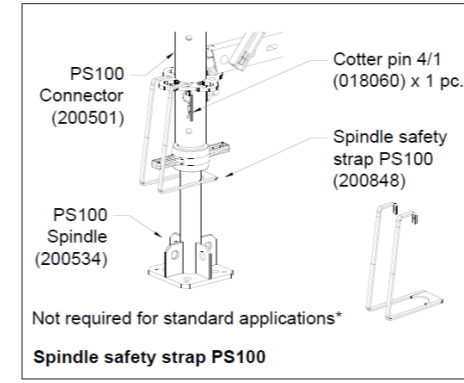 PS100
Connector
(200501)
Cotter pin 4/1
(018060) x 1 pc.
Spindle safety
strap PS100
(200848)
PS100
Spindle
(200534)
Not required for standard applications*
Spindle safety strap PS100